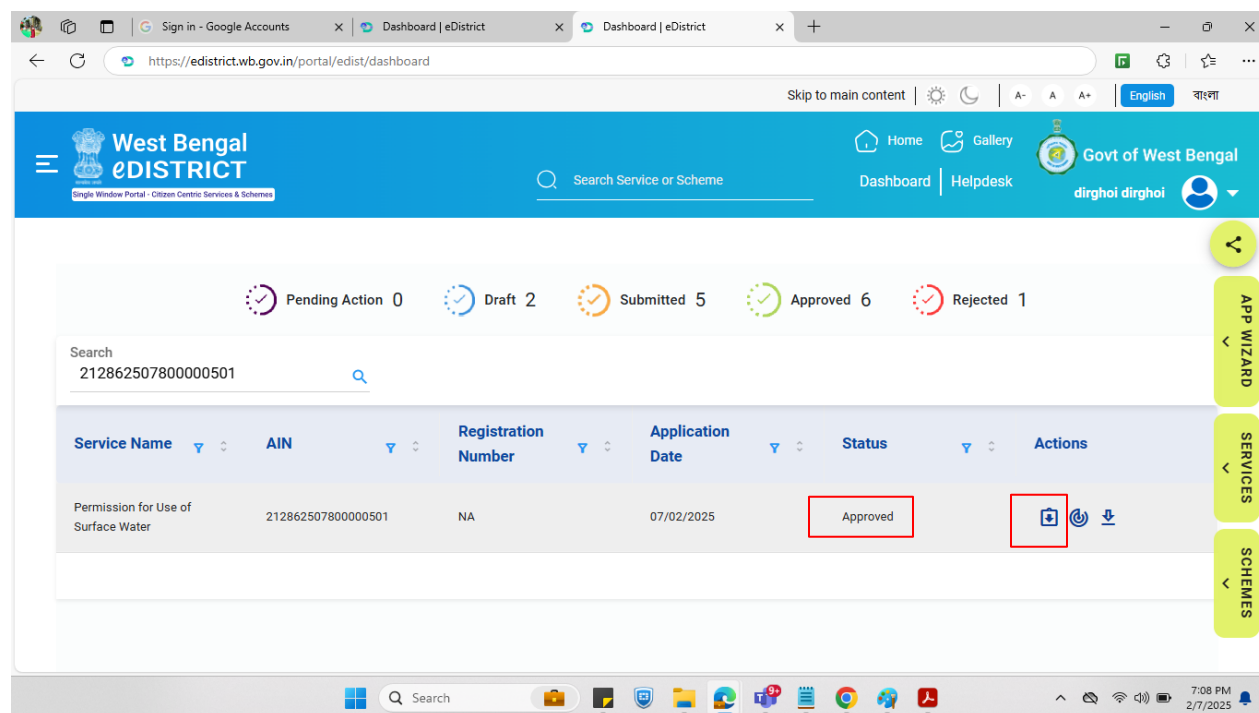 Sign in - Google Accounts
Dashboard | eDistrict
Dashboard | eDistrict
https://edistrict.wb.gov.in/portal/edist/dashboard
Skip to main content
A-
A
A+
English
বাংলা
West Bengal
eDISTRICT
Single Window Portal - Citizen Centric Services & Schemes
Search Service or Scheme
Home
Gallery
Dashboard
Helpdesk
Govt of West Bengal
dirghoi dirghoi
Pending Action 0
Draft 2
Submitted 5
Approved 6
Rejected 1
APP WIZARD
SERVICES
SCHEMES
Search
212862507800000501
Service Name
AIN
Registration
Number
Application
Date
Status
Actions
Permission for Use of
Surface Water
212862507800000501
NA
07/02/2025
Approved
Search
9+
7:08 PM
2/7/2025